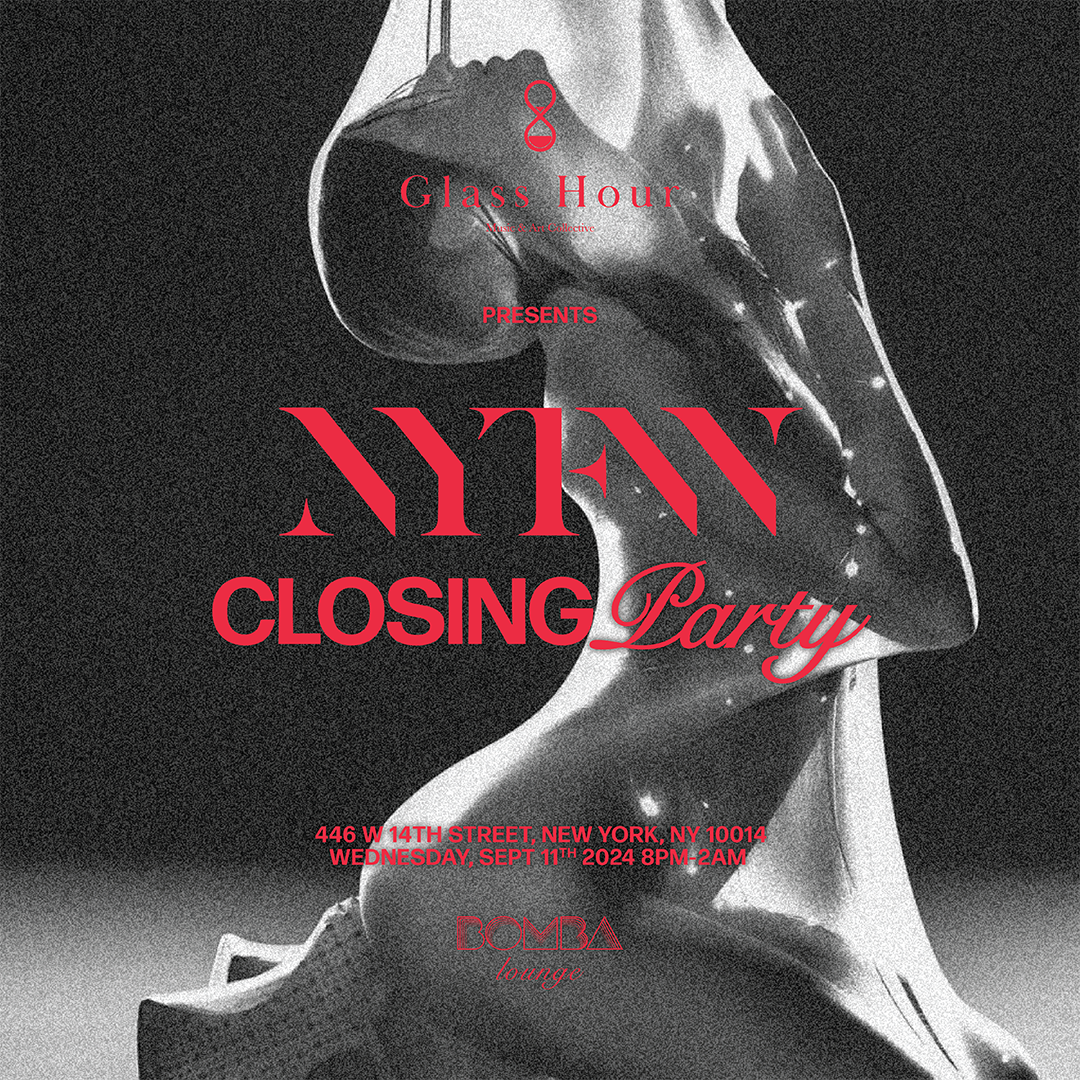 Glass Hour
Music & Art Collective
PRESENTS
NYFW
CLOSING Party
446 W 14TH STREET, NEW YORK, NY 10014
WEDNESDAY, SEPT 11TH 2024 8PM-2AM
BOMBA
lounge